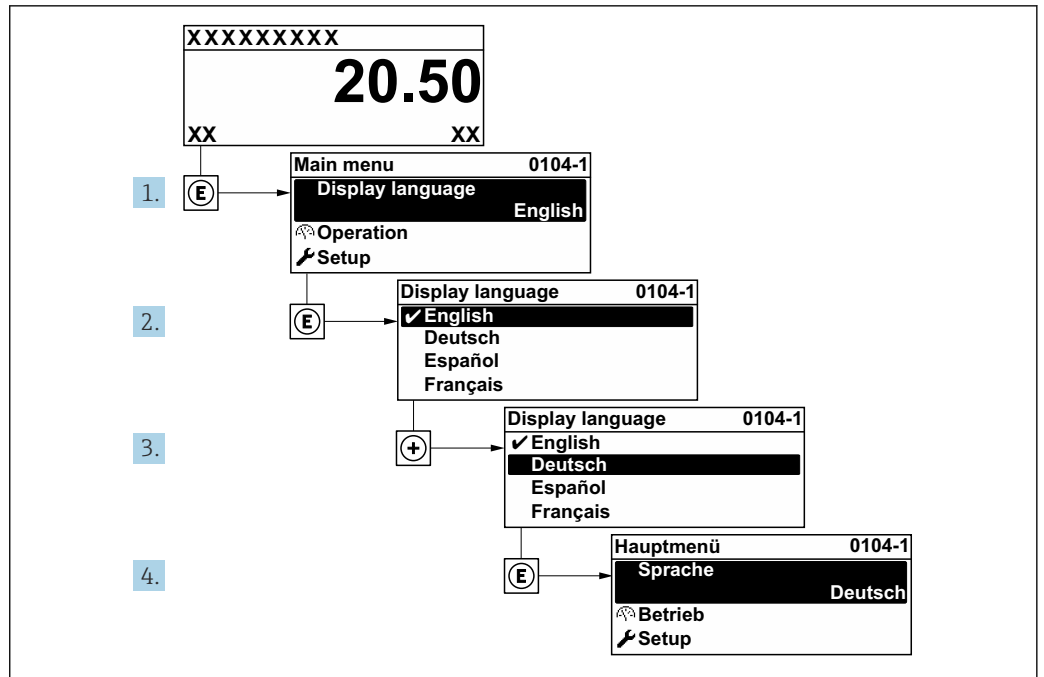 XXXXXXXXX
20.50
XX XX
1. E
Main menu 0104-1
Display language
English
Operation
Setup
2. E
Display language 0104-1
✔English
Deutsch
Español
Français
3. +
Display language 0104-1
✔English
Deutsch
Español
Français
4. E
Hauptmenü 0104-1
Sprache
Deutsch
Betrieb
Setup